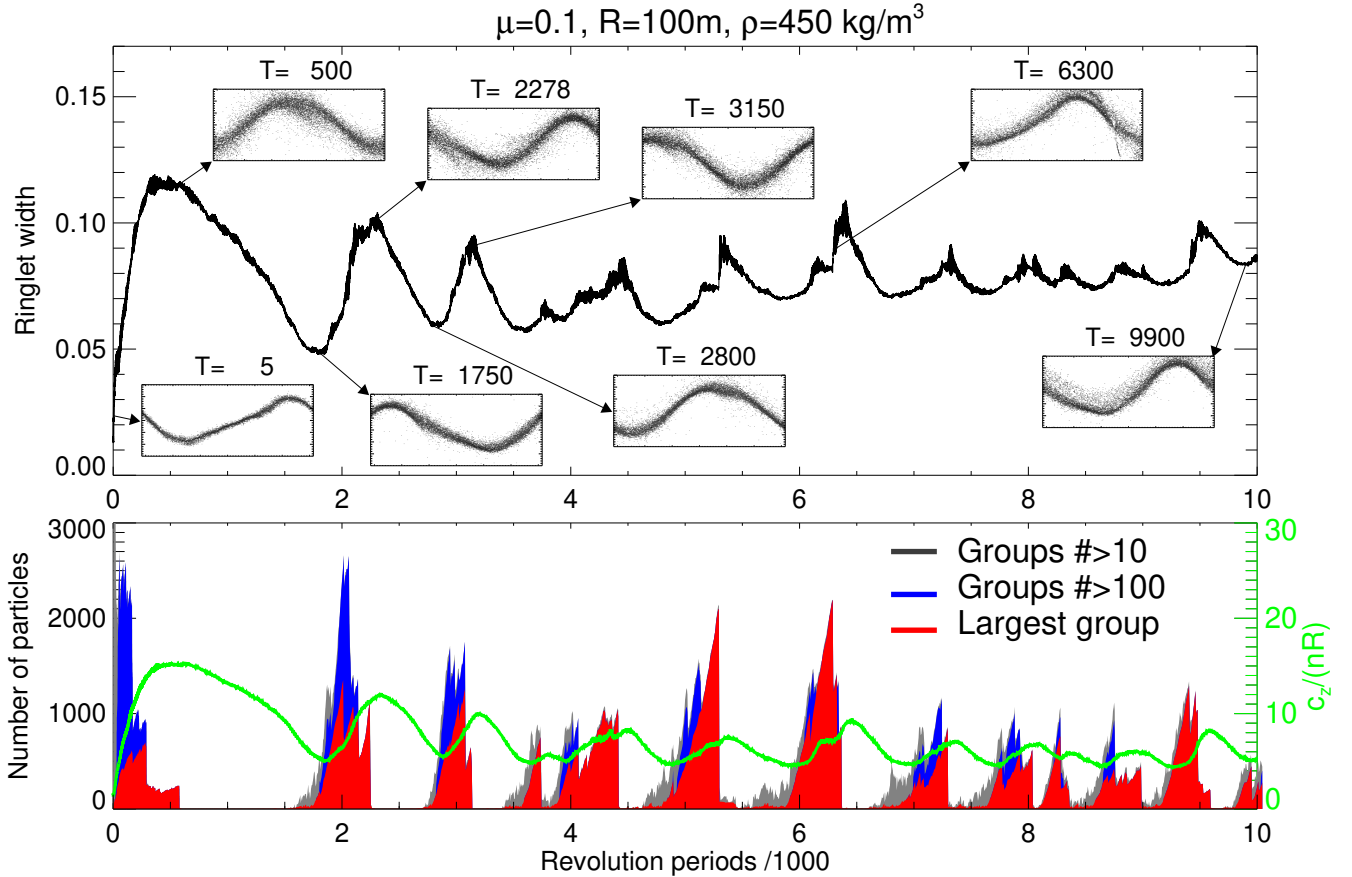 μ=0.1, R=100m, ρ=450 kg/m³
Ringlet width
0.15
0.10
0.05
0.00
T= 500
T= 2278
T= 3150
T= 6300
T= 5
T= 1750
T= 2800
T= 9900
0 2 4 6 8 10
Number of particles
3000
2000
1000
0
Groups #>10
Groups #>100
Largest group
30
20
10
0
c_z/(nR)
0 2 4 6 8 10
Revolution periods /1000